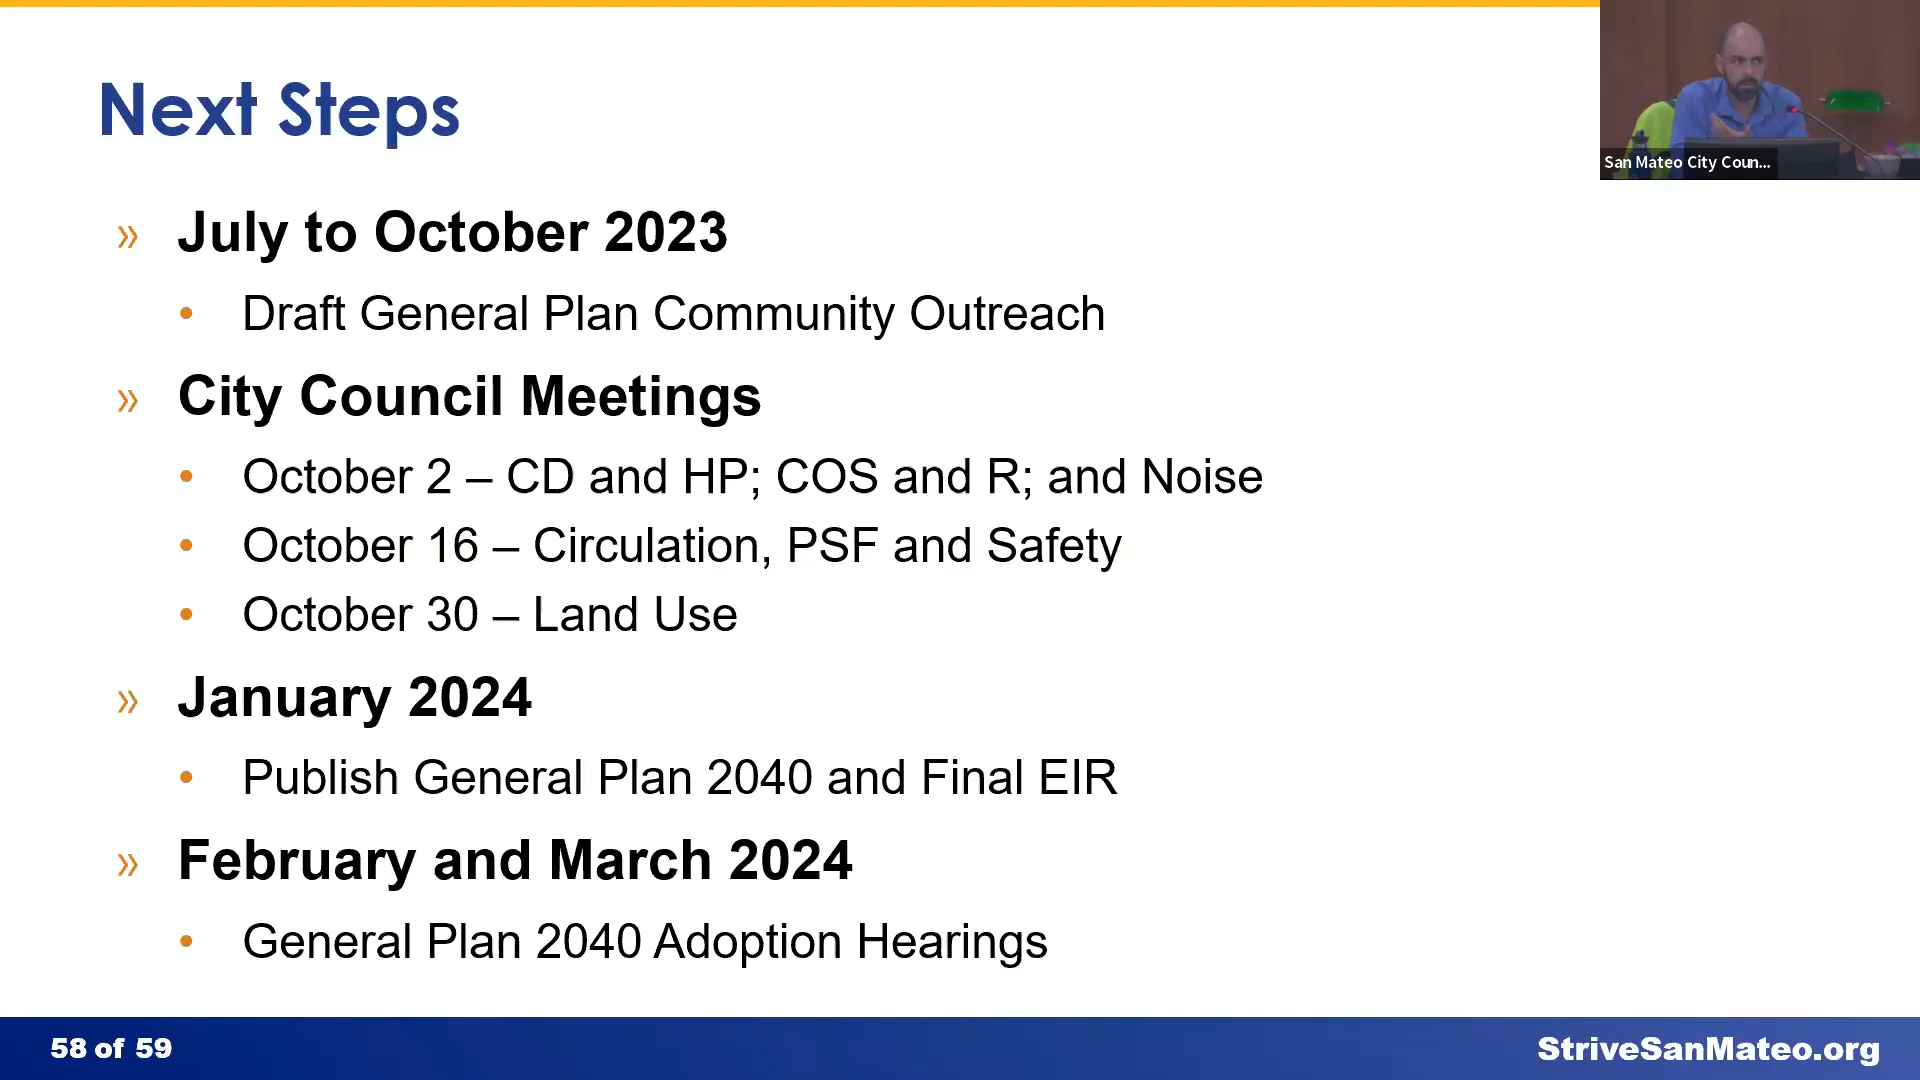 Next Steps
San Mateo City Coun...
» July to October 2023
• Draft General Plan Community Outreach
» City Council Meetings
• October 2 – CD and HP; COS and R; and Noise
• October 16 – Circulation, PSF and Safety
• October 30 – Land Use
» January 2024
• Publish General Plan 2040 and Final EIR
» February and March 2024
• General Plan 2040 Adoption Hearings
58 of 59
StriveSanMateo.org